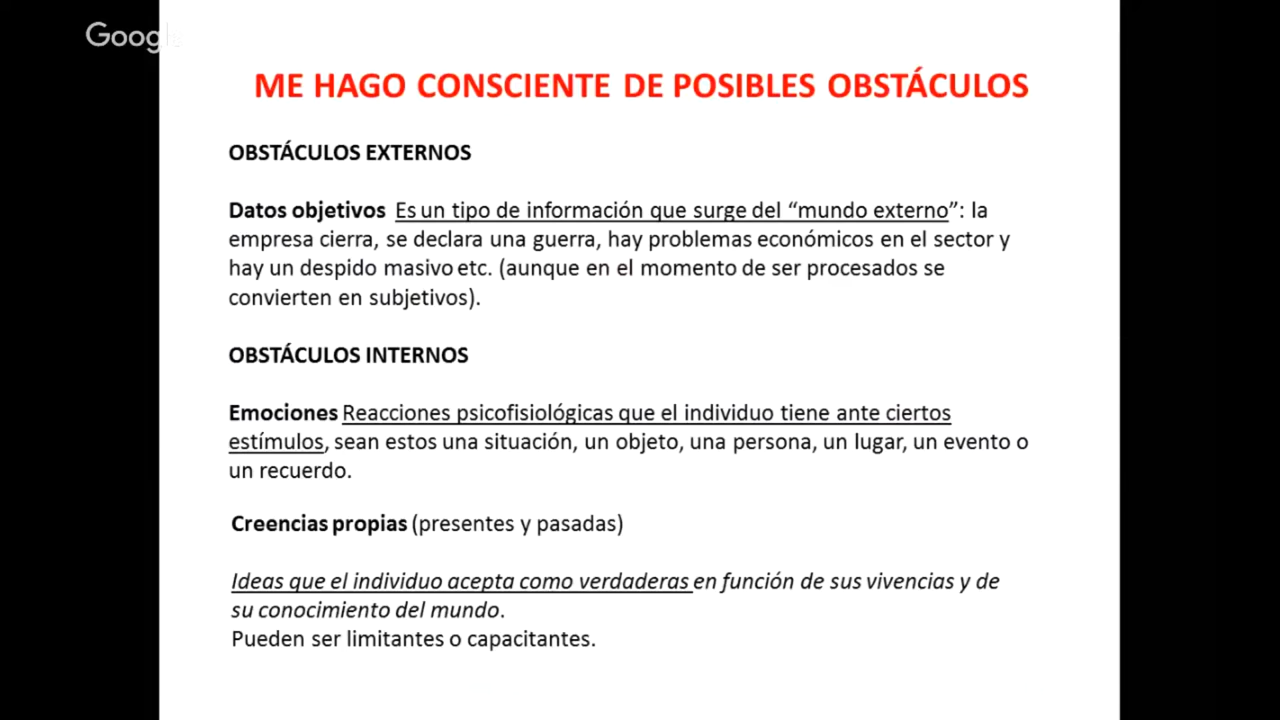 Google
ME HAGO CONSCIENTE DE POSIBLES OBSTÁCULOS
OBSTÁCULOS EXTERNOS
Datos objetivos Es un tipo de información que surge del “mundo externo”: la
empresa cierra, se declara una guerra, hay problemas económicos en el sector y
hay un despido masivo etc. (aunque en el momento de ser procesados se
convierten en subjetivos).
OBSTÁCULOS INTERNOS
Emociones Reacciones psicofisiológicas que el individuo tiene ante ciertos
estímulos, sean estos una situación, un objeto, una persona, un lugar, un evento o
un recuerdo.
Creencias propias (presentes y pasadas)
Ideas que el individuo acepta como verdaderas en función de sus vivencias y de
su conocimiento del mundo.
Pueden ser limitantes o capacitantes.